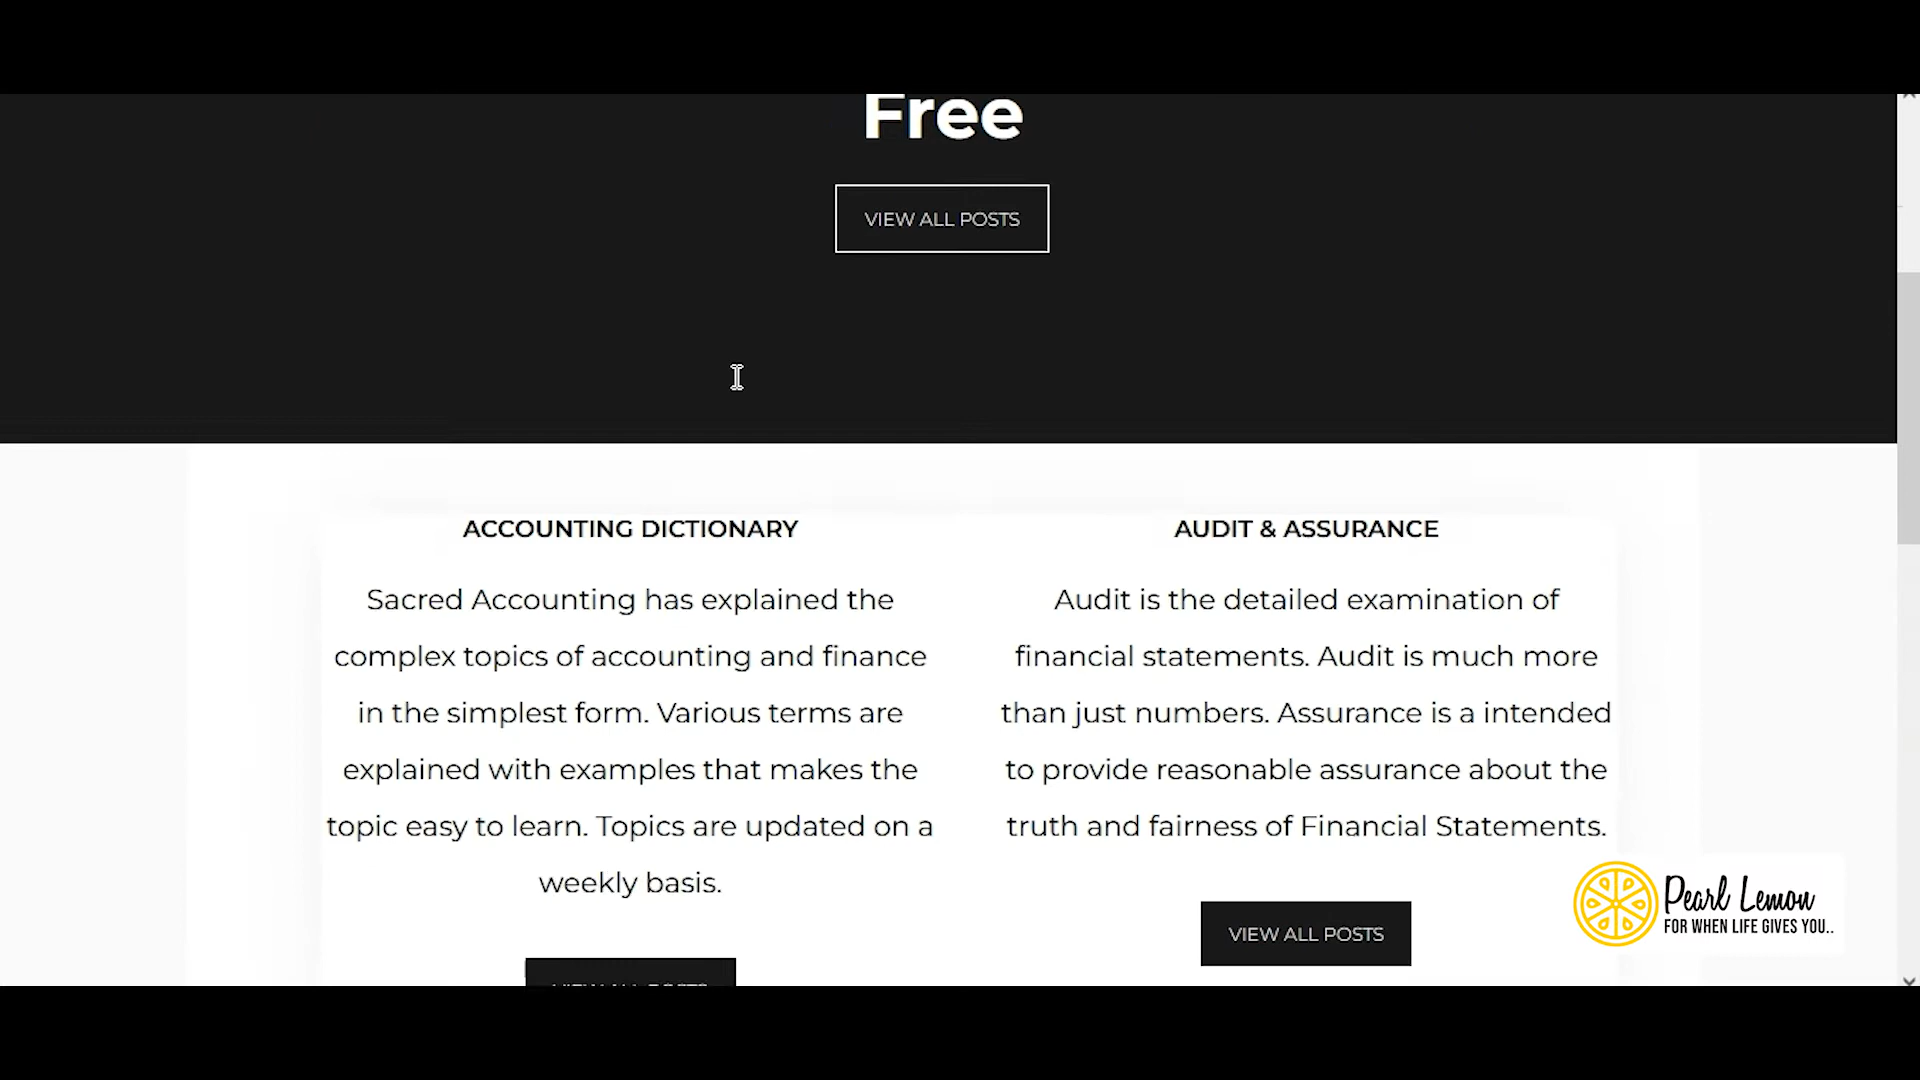 Free
VIEW ALL POSTS
ACCOUNTING DICTIONARY
Sacred Accounting has explained the
complex topics of accounting and finance
in the simplest form. Various terms are
explained with examples that makes the
topic easy to learn. Topics are updated on a
weekly basis.
VIEW ALL POSTS
AUDIT & ASSURANCE
Audit is the detailed examination of
financial statements. Audit is much more
than just numbers. Assurance is a intended
to provide reasonable assurance about the
truth and fairness of Financial Statements.
VIEW ALL POSTS
Pearl Lemon
FOR WHEN LIFE GIVES YOU..